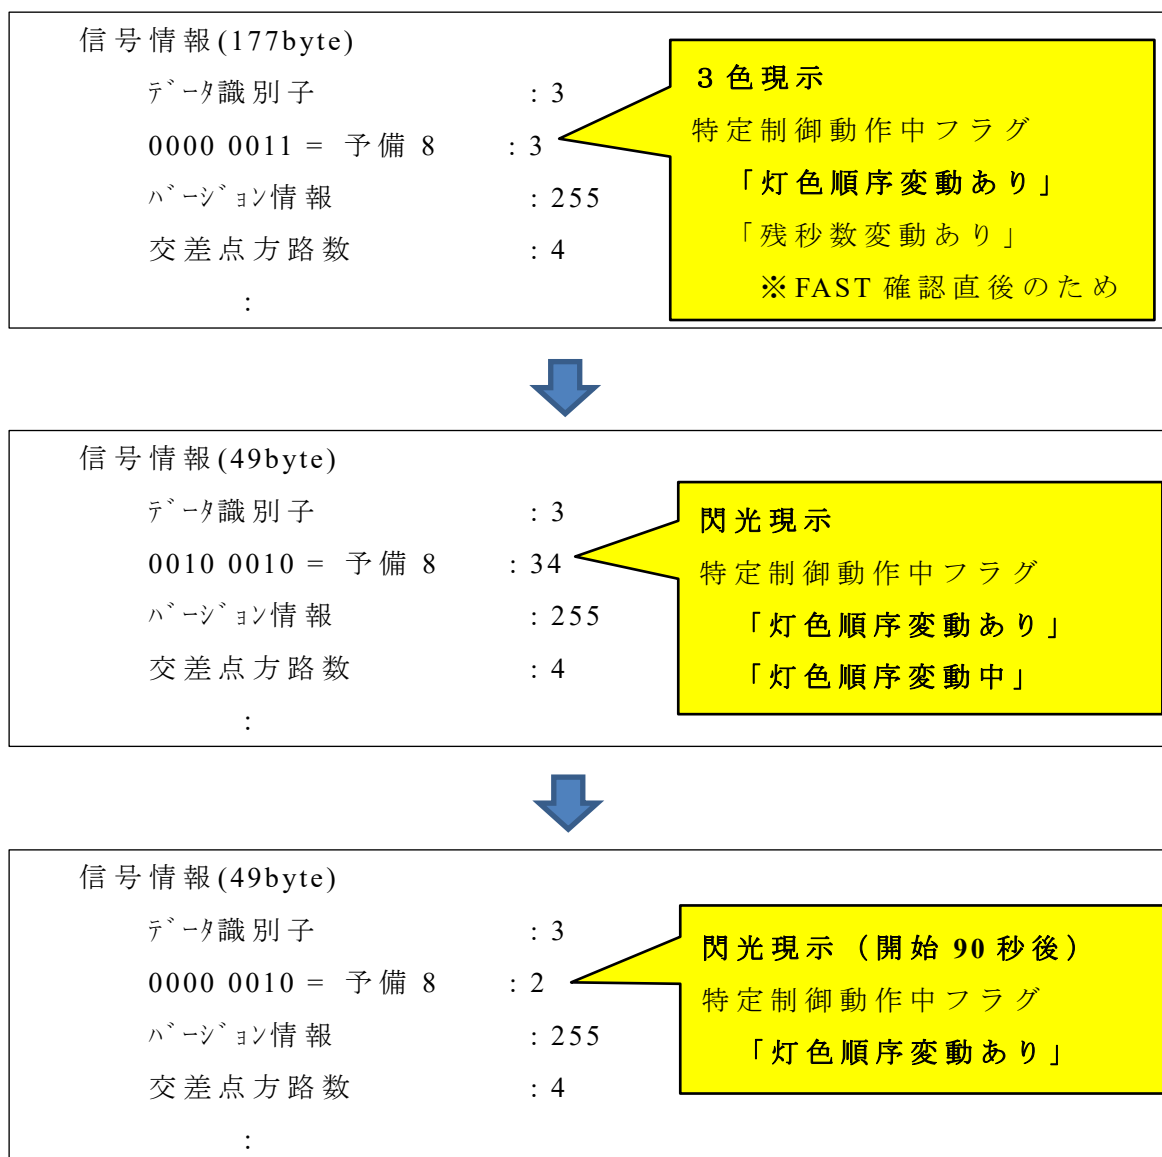 信号情報(177byte)
ﾃﾞｰﾀ識別子 : 3
0000 0011 = 予備 8 : 3
ﾊﾞｰｼﾞｮﾝ情報 : 255
交差点方路数 : 4
:
３色現示
特定制御動作中フラグ
「灯色順序変動あり」
「残秒数変動あり」
※FAST 確認直後のため
信号情報(49byte)
ﾃﾞｰﾀ識別子 : 3
0010 0010 = 予備 8 : 34
ﾊﾞｰｼﾞｮﾝ情報 : 255
交差点方路数 : 4
:
閃光現示
特定制御動作中フラグ
「灯色順序変動あり」
「灯色順序変動中」
信号情報(49byte)
ﾃﾞｰﾀ識別子 : 3
0000 0010 = 予備 8 : 2
ﾊﾞｰｼﾞｮﾝ情報 : 255
交差点方路数 : 4
:
閃光現示（開始 90 秒後）
特定制御動作中フラグ
「灯色順序変動あり」